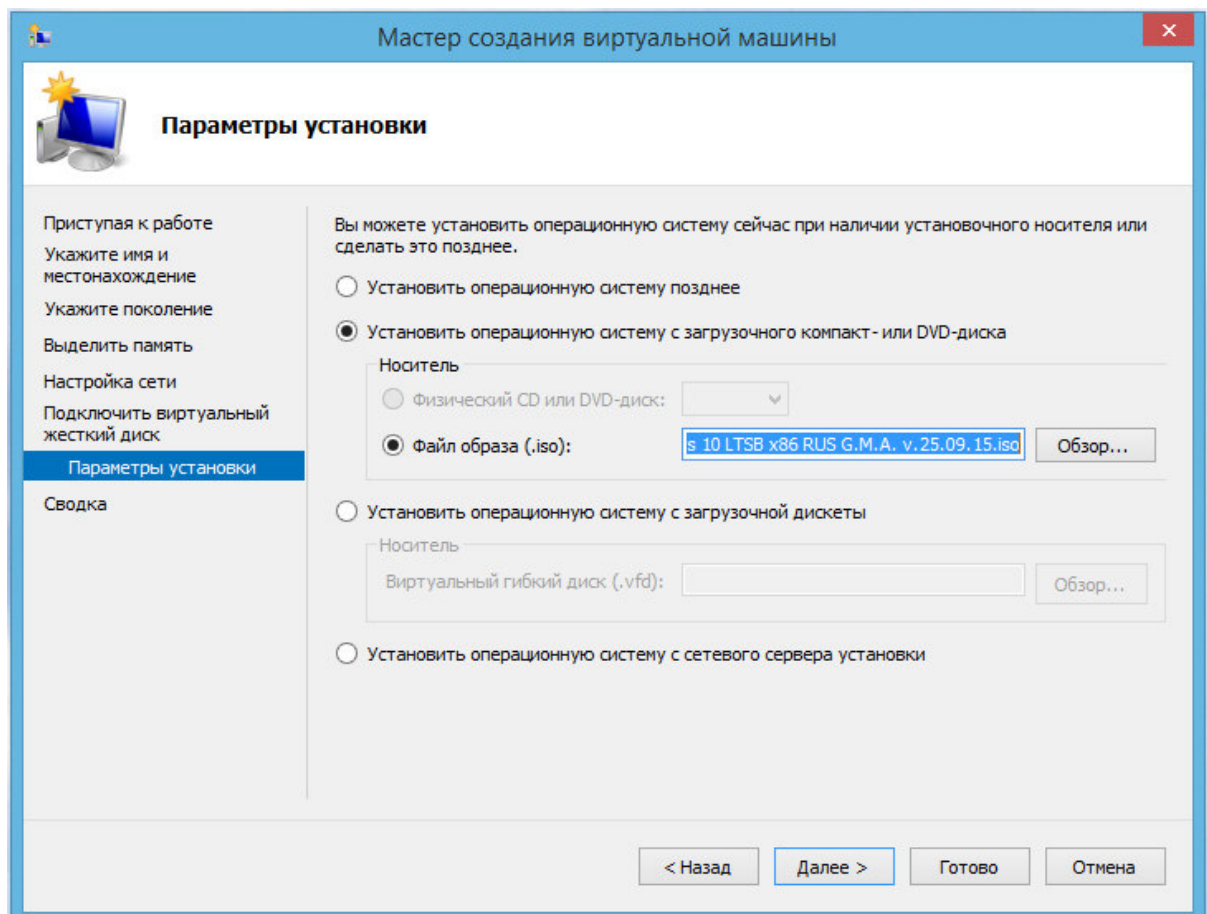 Мастер создания виртуальной машины
Параметры установки
Приступая к работе
Укажите имя и
местонахождение
Укажите поколение
Выделить память
Настройка сети
Подключить виртуальный
жесткий диск
Параметры установки
Сводка
Вы можете установить операционную систему сейчас при наличии установочного носителя или
сделать это позднее.
Установить операционную систему позднее
Установить операционную систему с загрузочного компакт- или DVD-диска
Носитель
Физический CD или DVD-диск:
Файл образа (.iso): s 10 LTSB x86 RUS G.M.A. v.25.09.15.iso Обзор...
Установить операционную систему с загрузочной дискеты
Носитель
Виртуальный гибкий диск (.vfd): Обзор...
Установить операционную систему с сетевого сервера установки
< Назад Далее > Готово Отмена